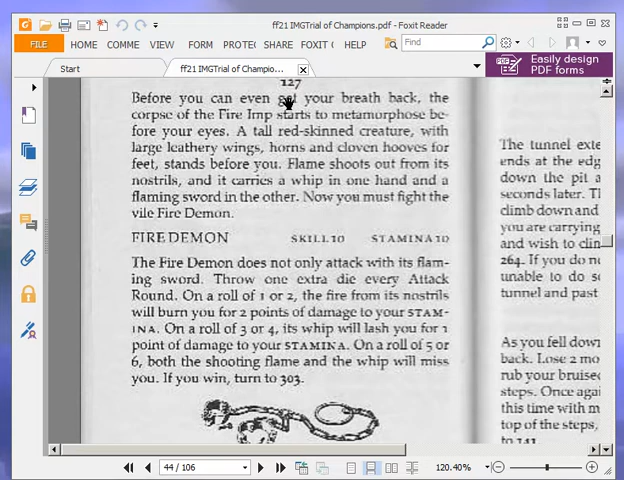 ff21 IMGTrial of Champions.pdf - Foxit Reader
FILE HOME COMME VIEW FORM PROTE SHARE FOXIT HELP Find
Start ff21 IMGTrial of Champio...
Easily design
PDF forms
127
Before you can even get your breath back, the
corpse of the Fire Imp starts to metamorphose be-
fore your eyes. A tall red-skinned creature, with
large leathery wings, horns and cloven hooves for
feet, stands before you. Flame shoots out from its
nostrils, and it carries a whip in one hand and a
flaming sword in the other. Now you must fight the
vile Fire Demon.
FIRE DEMON SKILL 10 STAMINA 10
The Fire Demon does not only attack with its flam-
ing sword. Throw one extra die every Attack
Round. On a roll of 1 or 2, the fire from its nostrils
will burn you for 2 points of damage to your STAM-
INA. On a roll of 3 or 4, its whip will lash you for 1
point of damage to your STAMINA. On a roll of 5 or
6, both the shooting flame and the whip will miss
you. If you win, turn to 303.
The tunnel exte
ends at the edg
down the pit a
seconds later. Tl
climb down and
you are carrying
and wish to clin
264. If you do no
unable to do so
tunnel and past
As you fell down
back. Lose 2 mo
rub your bruised
steps. Once agai
this time with m
top of the steps,
to 141
44 / 106 120.40%